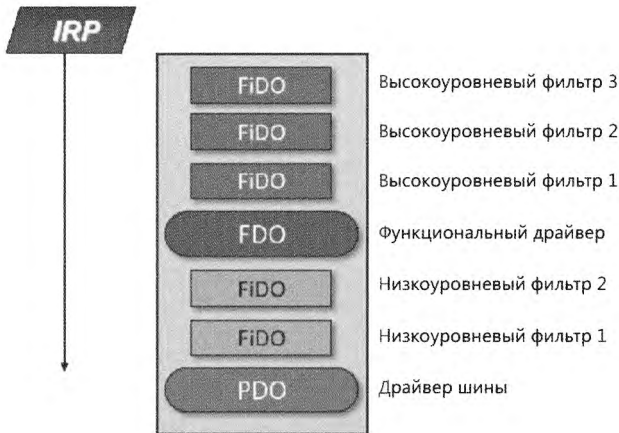 IRP
FiDO Высокоуровневый фильтр 3
FiDO Высокоуровневый фильтр 2
FiDO Высокоуровневый фильтр 1
FDO Функциональный драйвер
FiDO Низкоуровневый фильтр 2
FiDO Низкоуровневый фильтр 1
PDO Драйвер шины